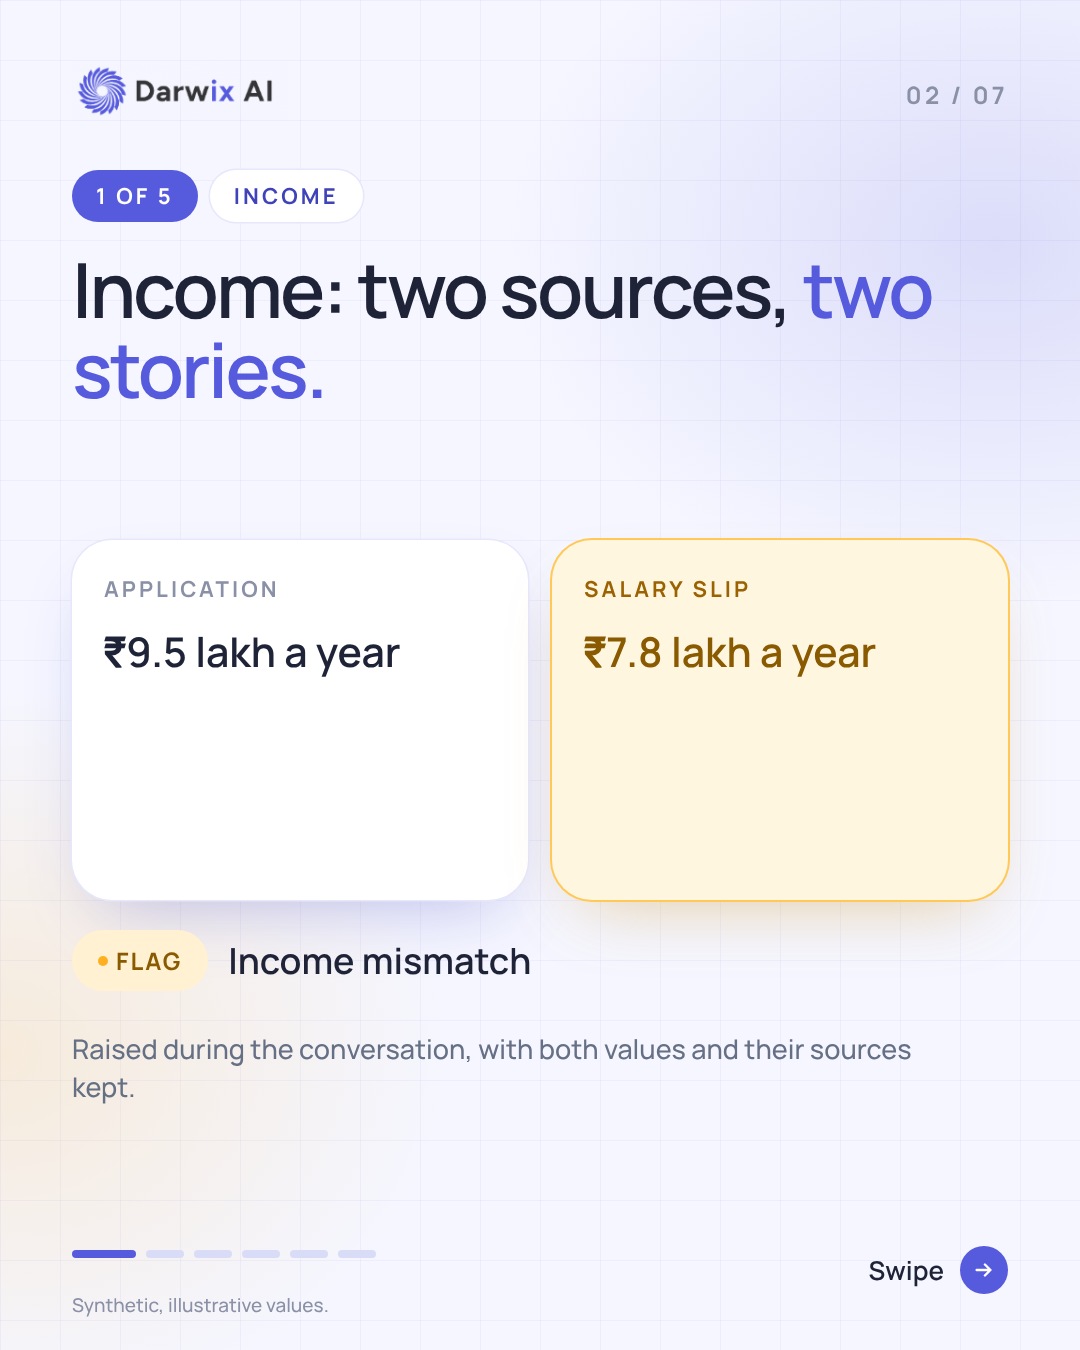 Darwix AI
02 / 07
1 OF 5
INCOME
Income: two sources, two
stories.
APPLICATION
₹9.5 lakh a year
SALARY SLIP
₹7.8 lakh a year
FLAG
Income mismatch
Raised during the conversation, with both values and their sources
kept.
Swipe
Synthetic, illustrative values.